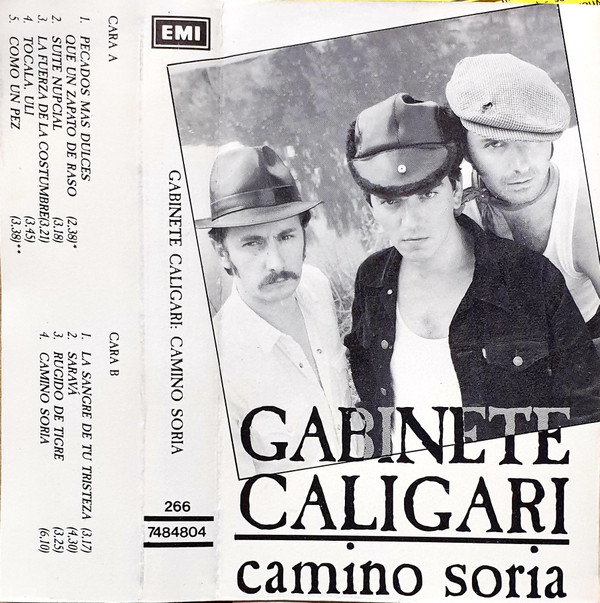 CARA A
1. PECADOS MAS DULCES
QUE UN ZAPATO DE RASO (2.38)*
2. SUITE NUPCIAL (3.18)
3. LA FUERZA DE LA COSTUMBRE (3.21)
4. TOCALA, ULI (3.45)
5. COMO UN PEZ (3.38)**
CARA B
1. LA SANGRE DE TU TRISTEZA (3.17)
2. SARAVÁ (4.30)
3. RUGIDO DE TIGRE (3.25)
4. CAMINO SORIA (6.10)
EMI
GABINETE CALIGARI: CAMINO SORIA
266
7484804
GABINETE
CALIGARI
camino soria